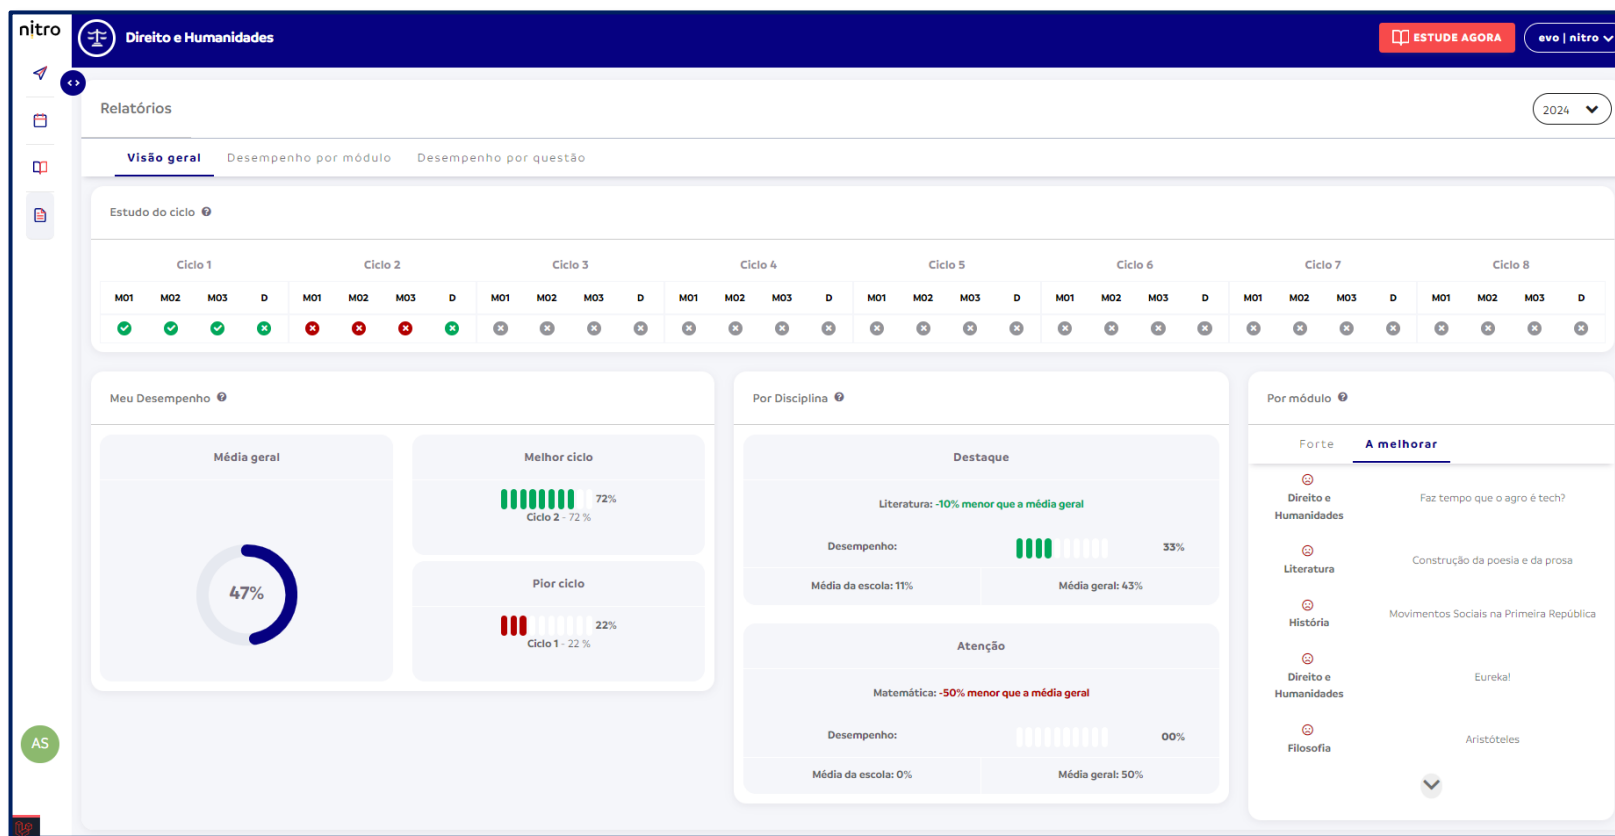 nitro
Direito e Humanidades
ESTUDE AGORA
evo | nitro
Relatórios
2024
Visão geral Desempenho por módulo Desempenho por questão
Estudo do ciclo
Ciclo 1 Ciclo 2 Ciclo 3 Ciclo 4 Ciclo 5 Ciclo 6 Ciclo 7 Ciclo 8
M01 M02 M03 D M01 M02 M03 D M01 M02 M03 D M01 M02 M03 D M01 M02 M03 D M01 M02 M03 D M01 M02 M03 D M01 M02 M03 D
Meu Desempenho
Média geral
47%
Melhor ciclo
72%
Ciclo 2 - 72 %
Pior ciclo
22%
Ciclo 1 - 22 %
Por Disciplina
Destaque
Literatura: -10% menor que a média geral
Desempenho: 33%
Média da escola: 11% Média geral: 43%
Atenção
Matemática: -50% menor que a média geral
Desempenho: 00%
Média da escola: 0% Média geral: 50%
Por módulo
Forte A melhorar
Direito e
Humanidades
Faz tempo que o agro é tech?
Literatura
Construção da poesia e da prosa
História
Movimentos Sociais na Primeira República
Direito e
Humanidades
Eureka!
Filosofia
Aristóteles
AS